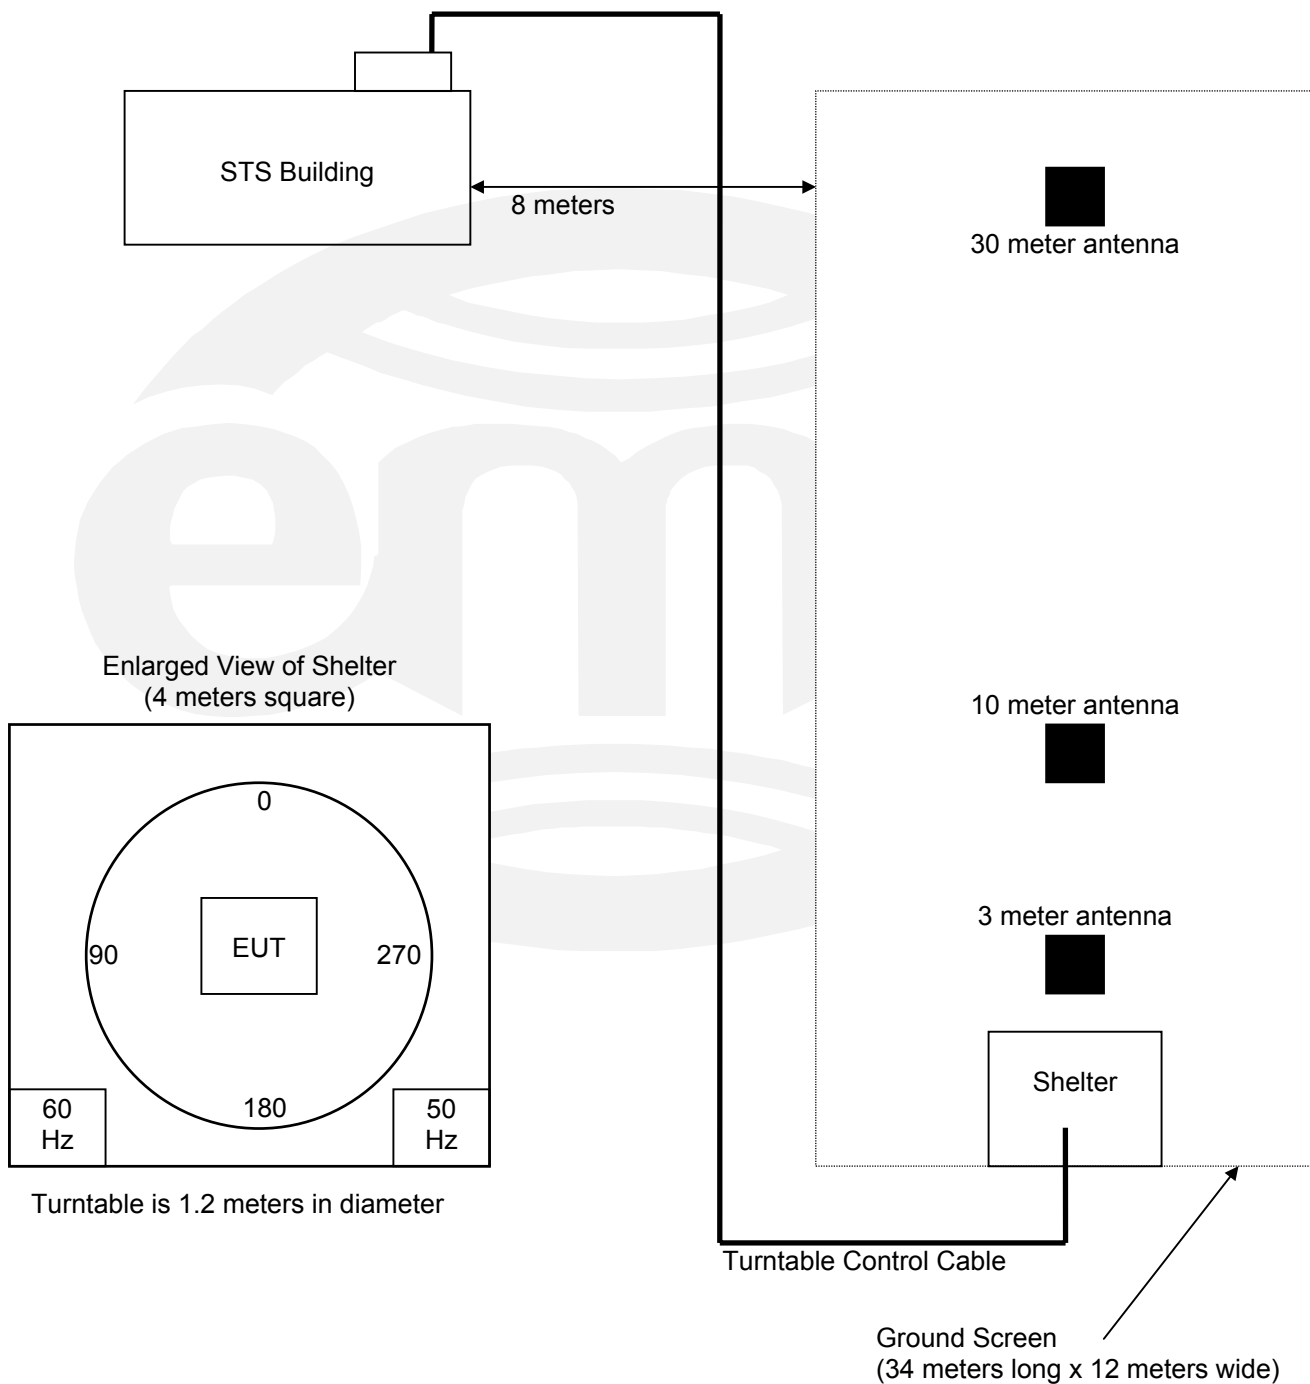 STS Building
8 meters
30 meter antenna
em
Enlarged View of Shelter
(4 meters square)
10 meter antenna
0
3 meter antenna
90
EUT
270
Shelter
60
Hz
180
50
Hz
Turntable is 1.2 meters in diameter
Turntable Control Cable
Ground Screen
(34 meters long x 12 meters wide)